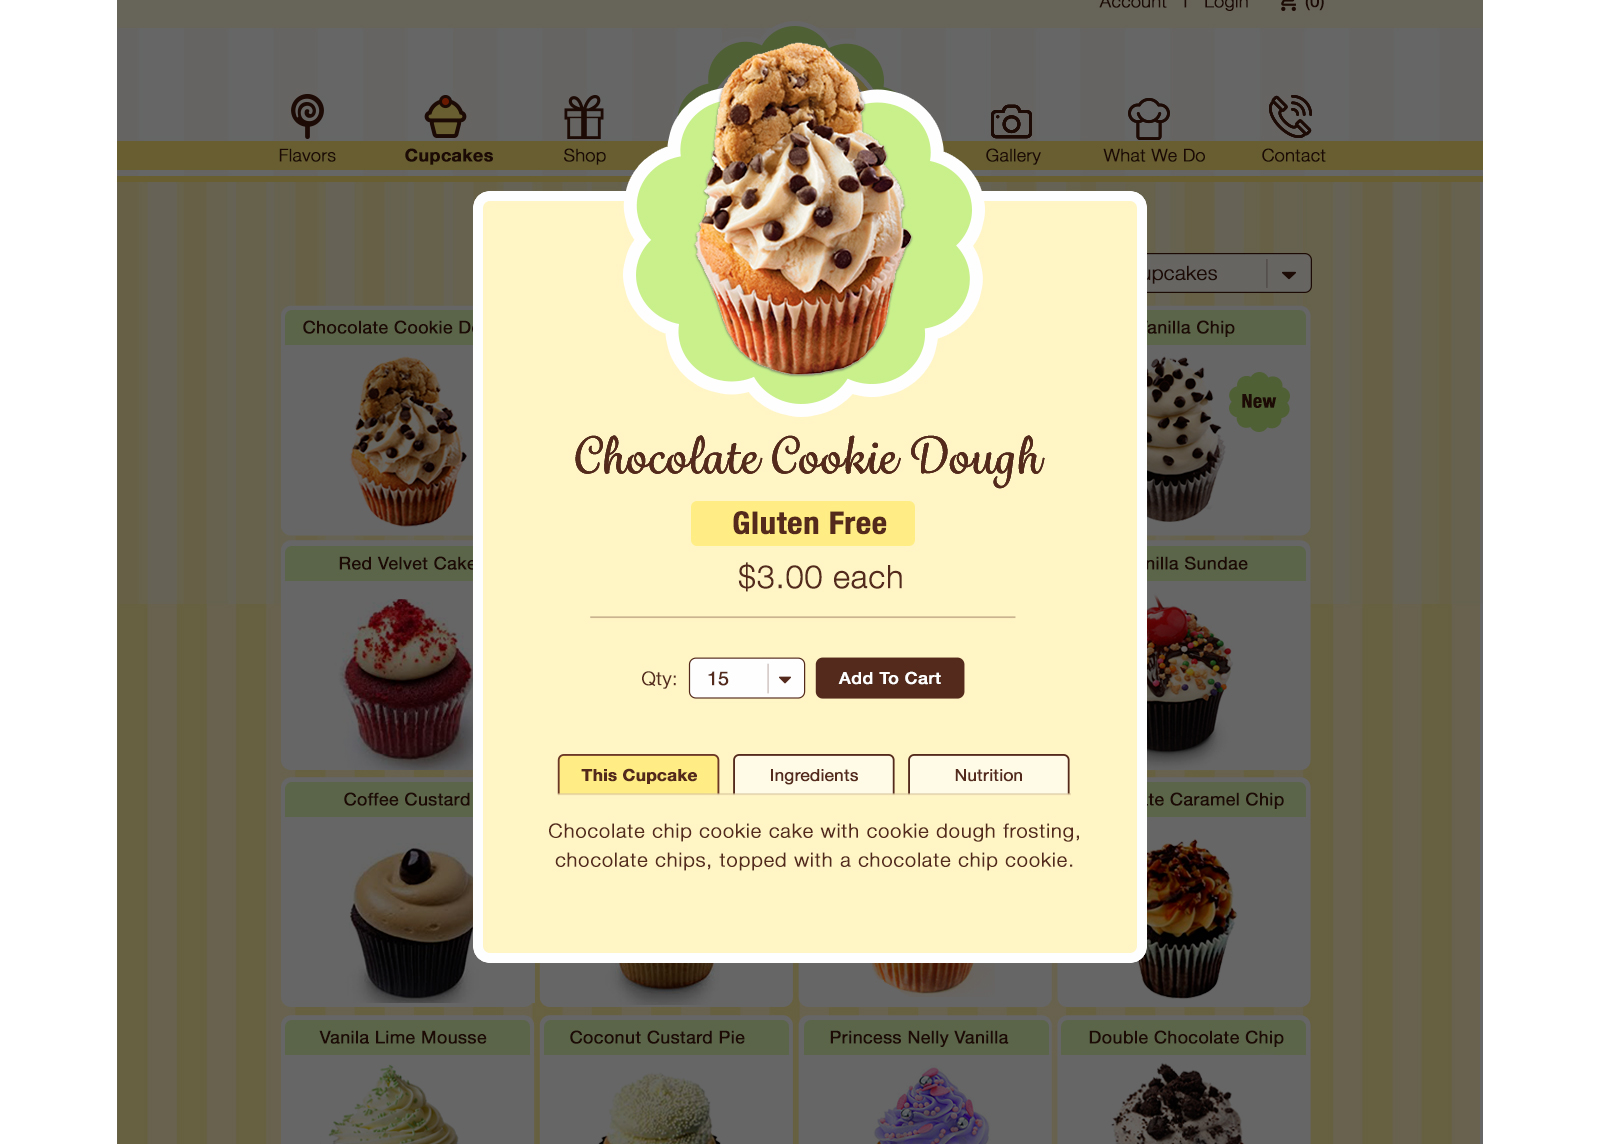 Account | Login (0)
Flavors
Cupcakes
Shop
Gallery
What We Do
Contact
upcakes
Chocolate Cookie D
anilla Chip
New
Chocolate Cookie Dough
Gluten Free
$3.00 each
Qty: 15 Add To Cart
This Cupcake
Ingredients
Nutrition
Chocolate chip cookie cake with cookie dough frosting,
chocolate chips, topped with a chocolate chip cookie.
Red Velvet Cake
nilla Sundae
Coffee Custard
te Caramel Chip
Vanila Lime Mousse
Coconut Custard Pie
Princess Nelly Vanilla
Double Chocolate Chip